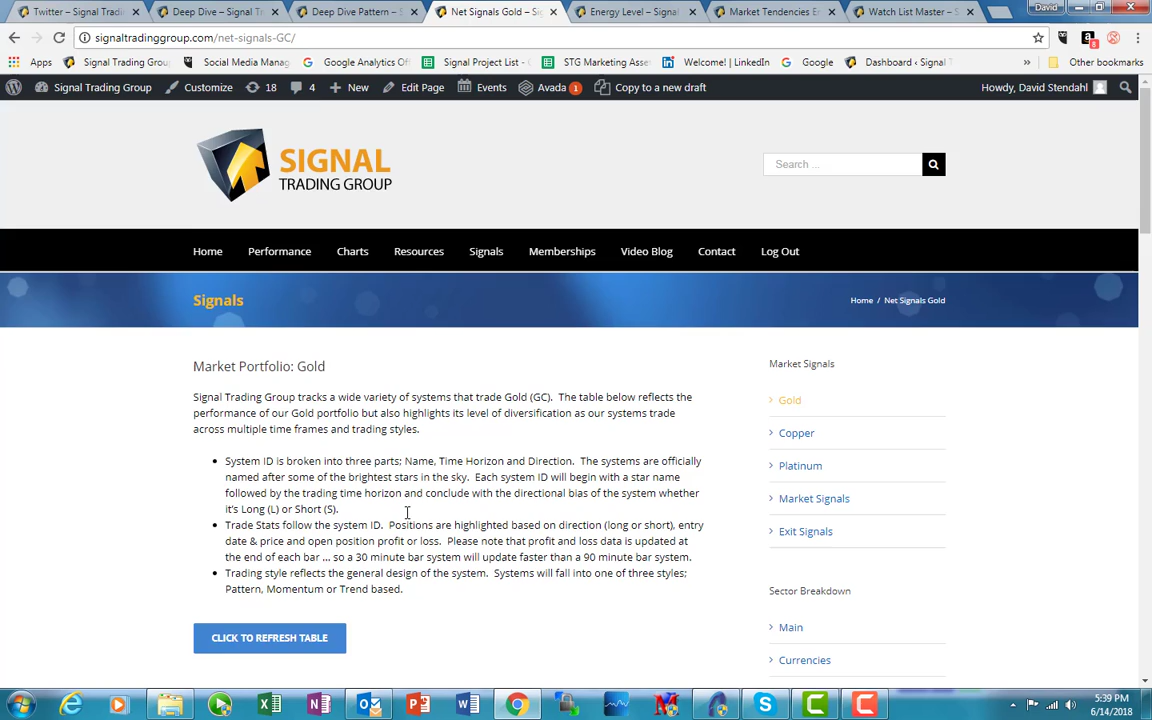 Twitter – Signal Tradi
Deep Dive – Signal T
Deep Dive Pattern – S
Net Signals Gold – Si
Energy Level – Signal
Market Tendencies E
Watch List Master – S
David
signaltradinggroup.com/net-signals-GC/
8
Apps
Signal Trading Grou
Social Media Mana
Google Analytics Of
Signal Project List -
STG Marketing Asse
Welcome! | LinkedIn
Google
Dashboard ‹ Signal T
»
Other bookmarks
Signal Trading Group
Customize
18
4
New
Edit Page
Events
Avada 1
Copy to a new draft
Howdy, David Stendahl
SIGNAL
TRADING GROUP
Search ...
Home
Performance
Charts
Resources
Signals
Memberships
Video Blog
Contact
Log Out
Signals
Home / Net Signals Gold
Market Portfolio: Gold
Signal Trading Group tracks a wide variety of systems that trade Gold (GC). The table below reflects the
performance of our Gold portfolio but also highlights its level of diversification as our systems trade
across multiple time frames and trading styles.
System ID is broken into three parts; Name, Time Horizon and Direction. The systems are officially
named after some of the brightest stars in the sky. Each system ID will begin with a star name
followed by the trading time horizon and conclude with the directional bias of the system whether
it's Long (L) or Short (S).
Trade Stats follow the system ID. Positions are highlighted based on direction (long or short), entry
date & price and open position profit or loss. Please note that profit and loss data is updated at
the end of each bar ... so a 30 minute bar system will update faster than a 90 minute bar system.
Trading style reflects the general design of the system. Systems will fall into one of three styles;
Pattern, Momentum or Trend based.
CLICK TO REFRESH TABLE
Market Signals
Gold
Copper
Platinum
Market Signals
Exit Signals
Sector Breakdown
Main
Currencies
5:39 PM
6/14/2018